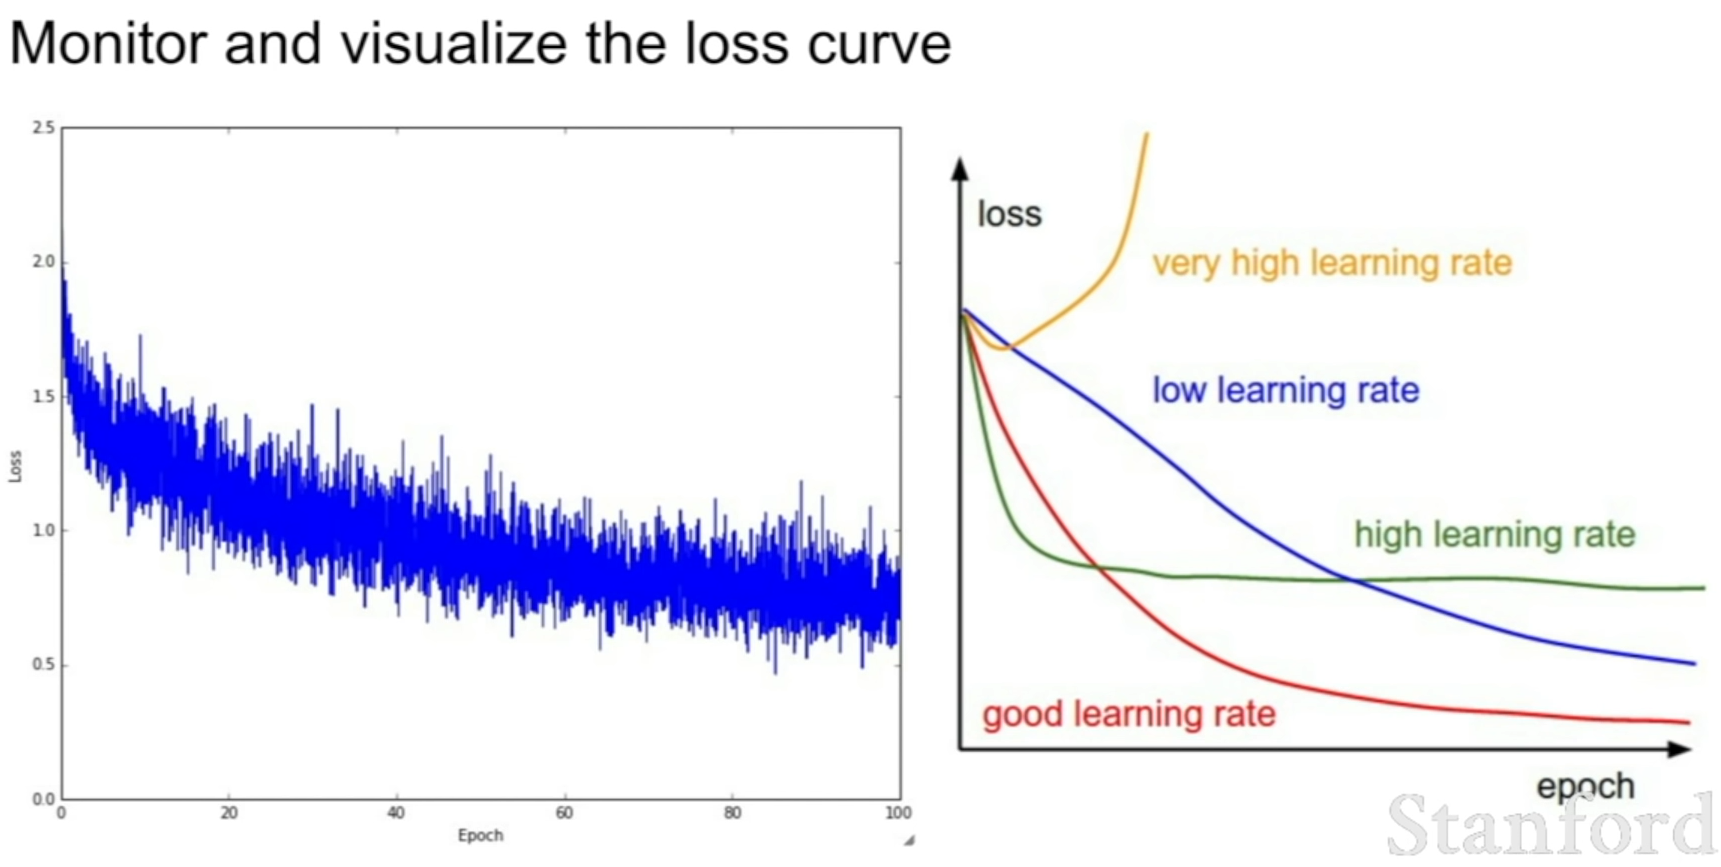 Monitor and visualize the loss curve
2.5
2.0
1.5
1.0
0.5
0.0
Loss
0 20 40 60 80 100
Epoch
loss
very high learning rate
low learning rate
high learning rate
good learning rate
epoch
Stanford